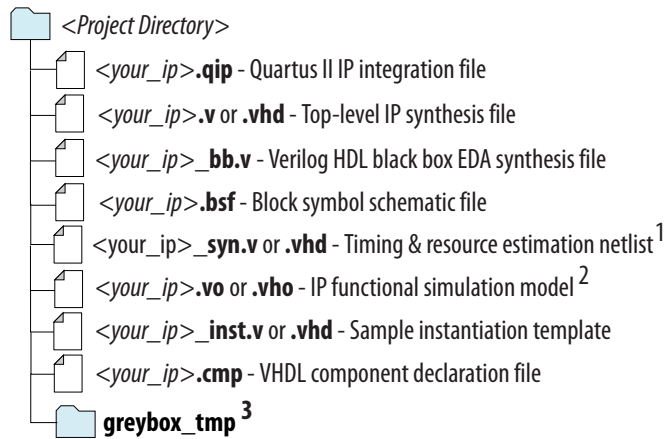 <Project Directory>
<your_ip>.qip - Quartus II IP integration file
<your_ip>.v or .vhd - Top-level IP synthesis file
<your_ip>_bb.v - Verilog HDL black box EDA synthesis file
<your_ip>.bsf - Block symbol schematic file
<your_ip>_syn.v or .vhd - Timing & resource estimation netlist 1
<your_ip>.vo or .vho - IP functional simulation model 2
<your_ip>_inst.v or .vhd - Sample instantiation template
<your_ip>.cmp - VHDL component declaration file
greybox_tmp 3